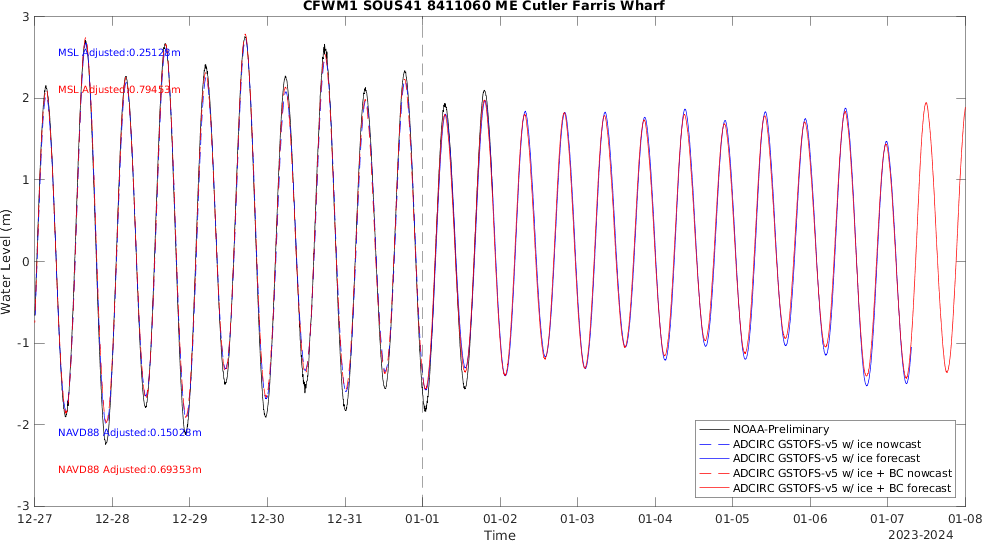 CFWM1 SOUS41 8411060 ME Cutler Farris Wharf
3
2
1
0
-1
-2
-3
Water Level (m)
MSL Adjusted:0.25128m
MSL Adjusted:0.79453m
NAVD88 Adjusted:0.15028m
NAVD88 Adjusted:0.69353m
NOAA-Preliminary
ADCIRC GSTOFS-v5 w/ ice nowcast
ADCIRC GSTOFS-v5 w/ ice forecast
ADCIRC GSTOFS-v5 w/ ice + BC nowcast
ADCIRC GSTOFS-v5 w/ ice + BC forecast
12-27 12-28 12-29 12-30 12-31 01-01 01-02 01-03 01-04 01-05 01-06 01-07 01-08
Time
2023-2024